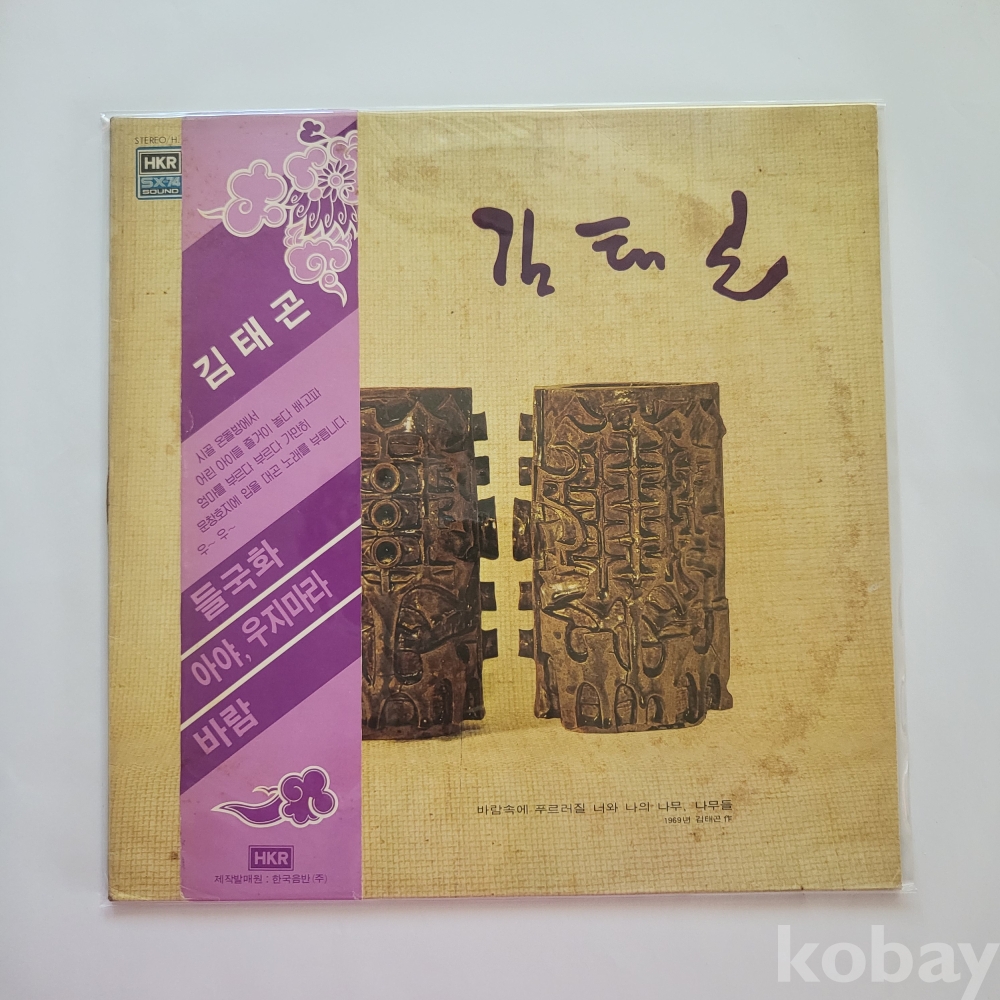 STEREO/H
HKR
SX-74
SOUND
김태곤
김태곤
시골 온돌방에서
어린 아이들 즐거이 놀다 배고파
엄마를 부르다 부르다 가만히
문창호지에 입을 대곤 노래를 부릅니다.
우~ 우~
들국화
아야, 우지마라
바람
바람속에 푸르러질 너와 나의 나무, 나무들
1969년 김태곤 作
HKR
제작발매원 : 한국음반(주)
kobay